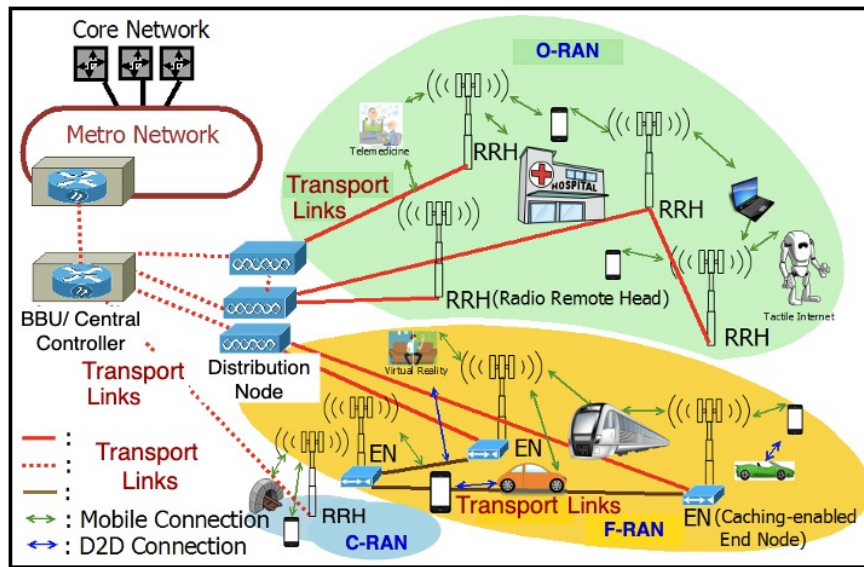 Core Network
Metro Network
O-RAN
Telemedicine
RRH
HOSPITAL
Transport
Links
RRH
RRH
RRH(Radio Remote Head)
Tactile Internet
RRH
BBU/ Central
Controller
Distribution
Node
Transport
Links
Virtual Reality
: Transport
: Links
:
EN
EN
Transport Links
EN(Caching-enabled
End Node)
F-RAN
RRH
C-RAN
: Mobile Connection
: D2D Connection